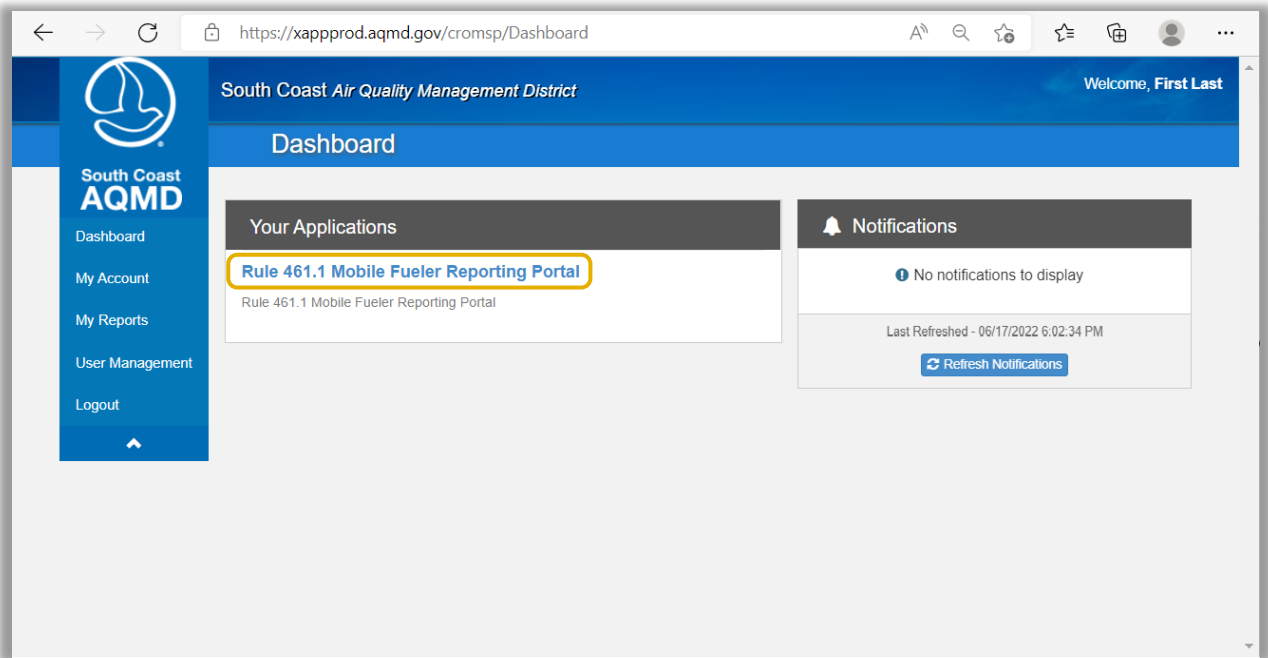 https://xappprod.aqmd.gov/cromsp/Dashboard
South Coast Air Quality Management District
Welcome, First Last
Dashboard
South Coast
AQMD
Dashboard
My Account
My Reports
User Management
Logout
Your Applications
Rule 461.1 Mobile Fueler Reporting Portal
Rule 461.1 Mobile Fueler Reporting Portal
Notifications
No notifications to display
Last Refreshed - 06/17/2022 6:02:34 PM
Refresh Notifications